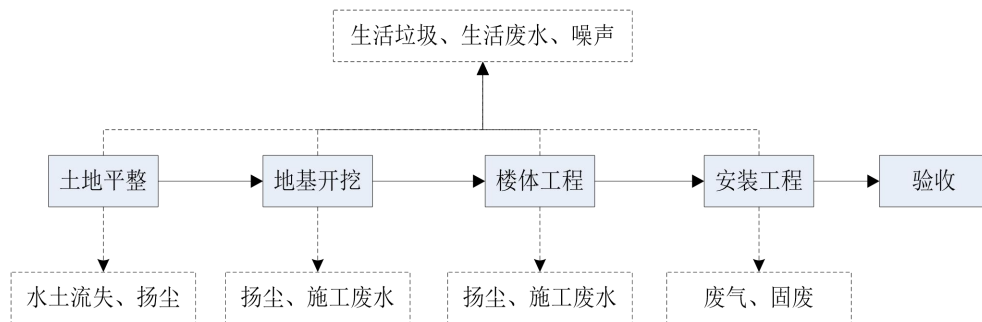 生活垃圾、生活废水、噪声
土地平整
地基开挖
楼体工程
安装工程
验收
水土流失、扬尘
扬尘、施工废水
扬尘、施工废水
废气、固废